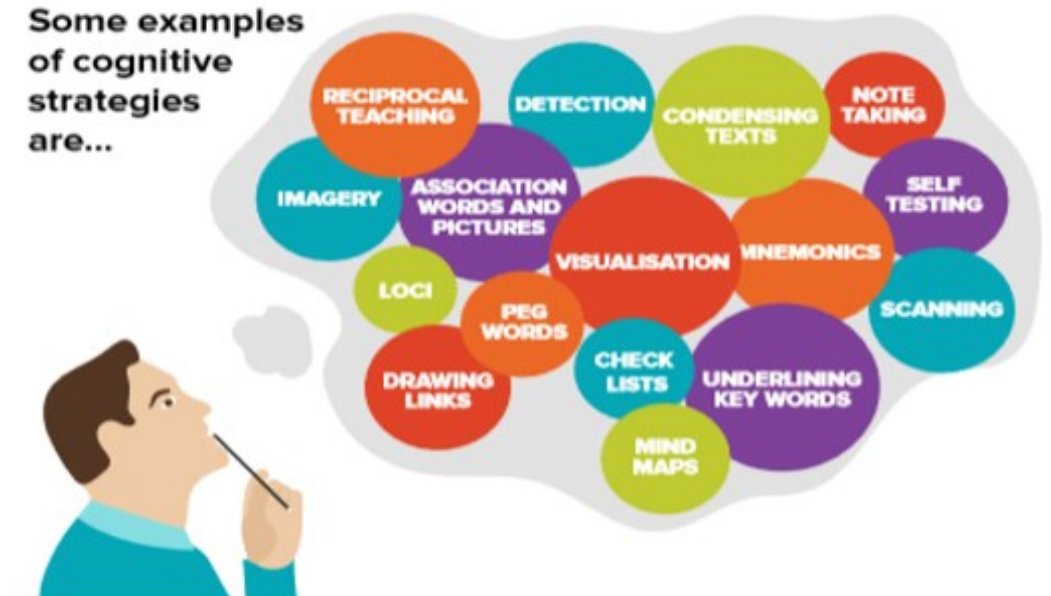 Some examples
of cognitive
strategies
are...
RECIPROCAL
TEACHING
DETECTION
CONDENSING
TEXTS
NOTE
TAKING
IMAGERY
ASSOCIATION
WORDS AND
PICTURES
SELF
TESTING
VISUALISATION
MNEMONICS
LOCI
PEG
WORDS
SCANNING
DRAWING
LINKS
CHECK
LISTS
UNDERLINING
KEY WORDS
MIND
MAPS